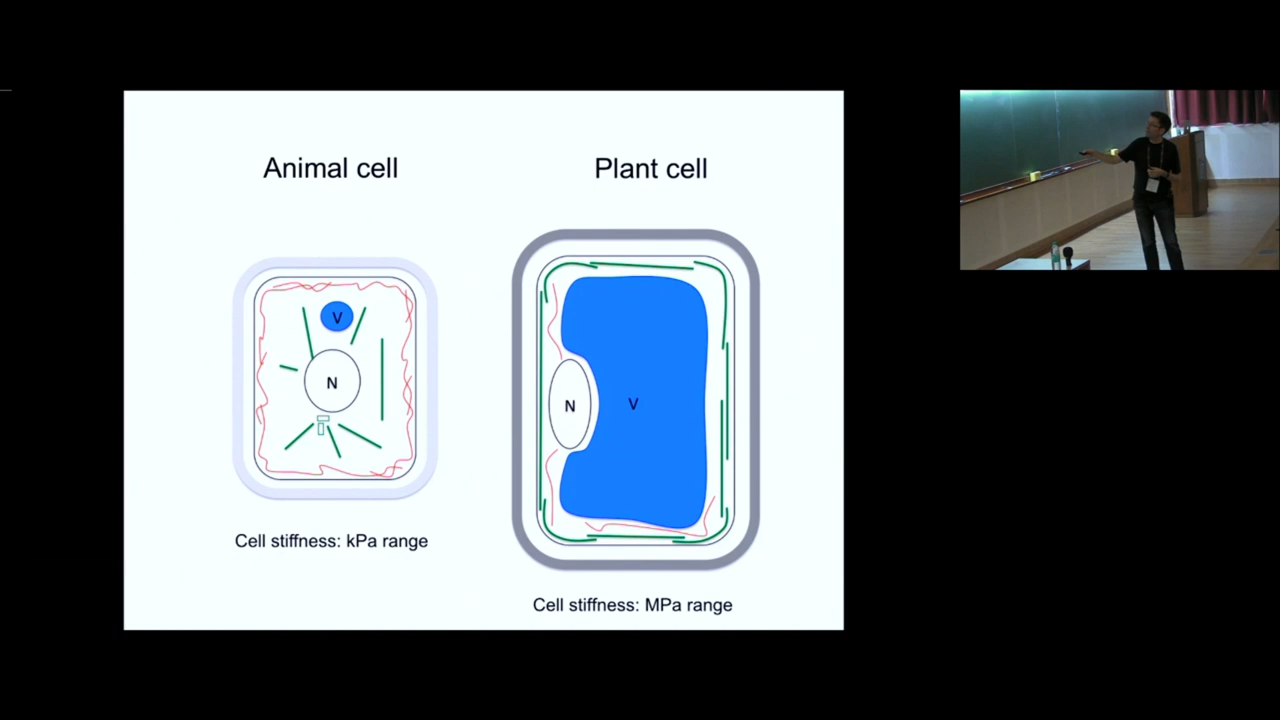 Animal cell
Plant cell
V
N
N
V
Cell stiffness: kPa range
Cell stiffness: MPa range